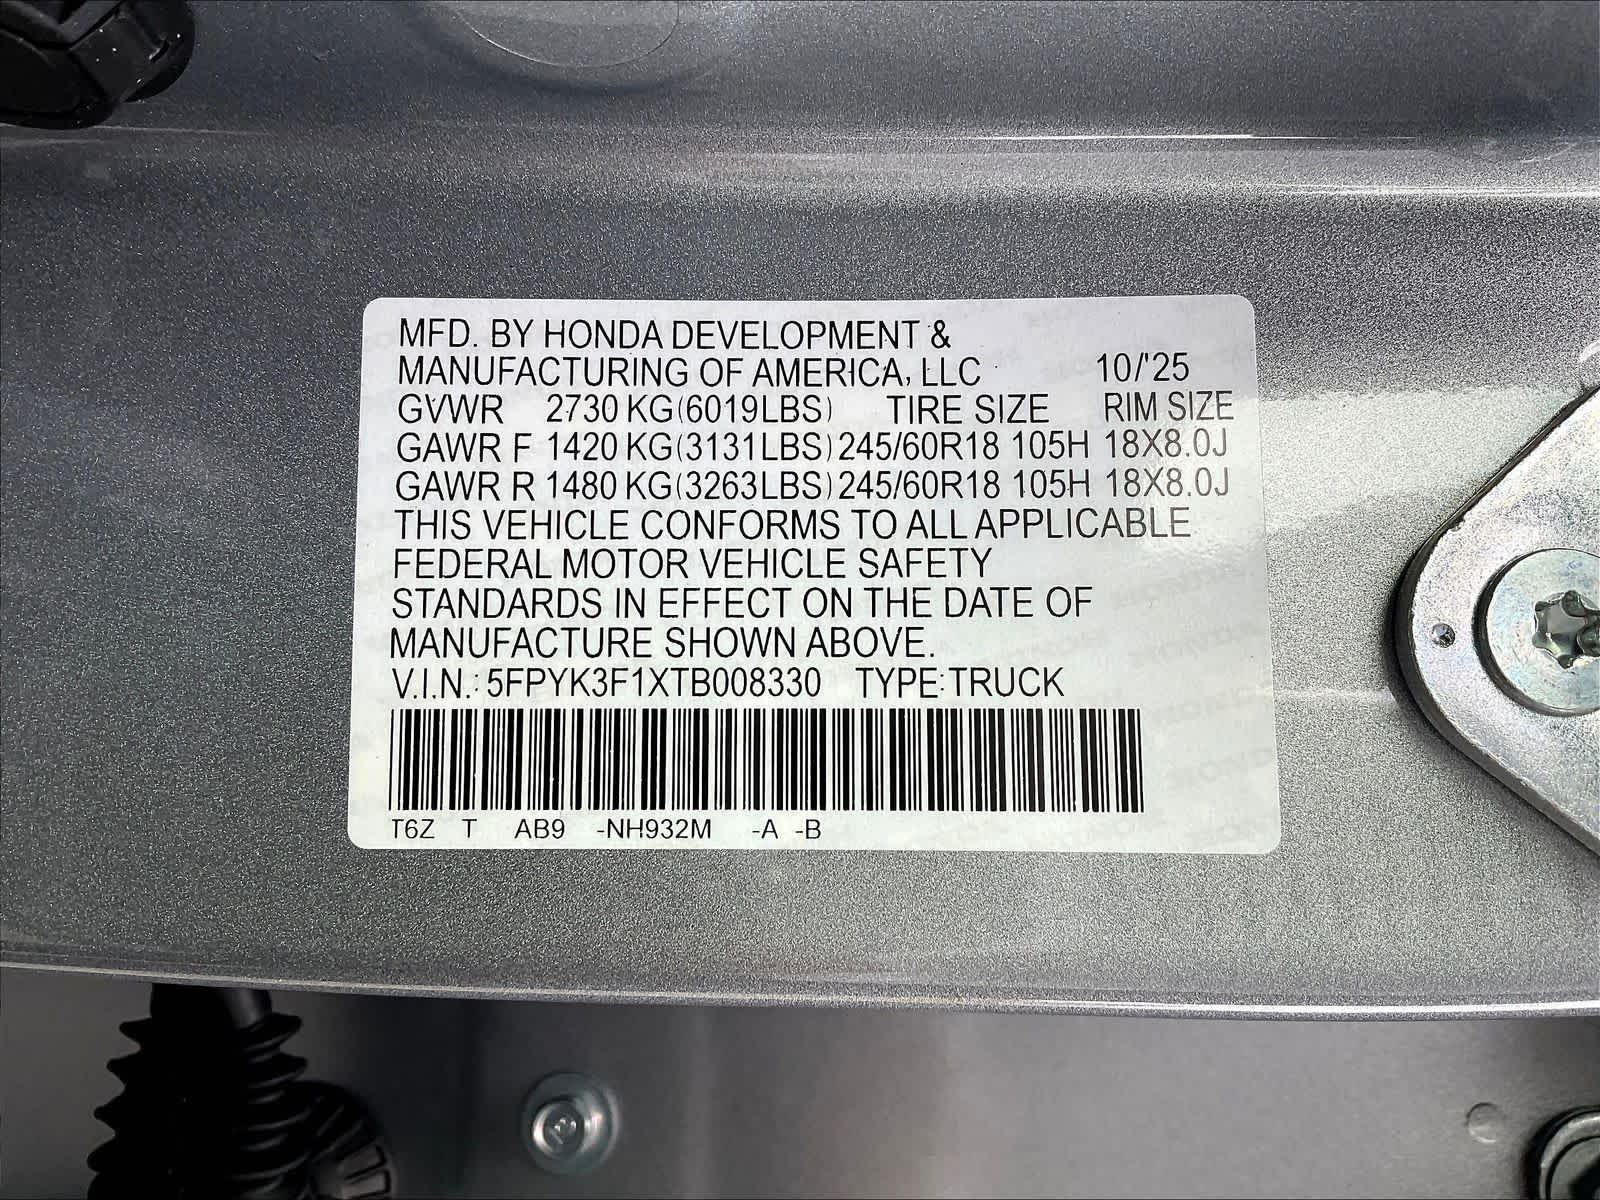 MFD. BY HONDA DEVELOPMENT &
MANUFACTURING OF AMERICA, LLC 10/'25
GVWR 2730 KG(6019LBS) TIRE SIZE RIM SIZE
GAWR F 1420 KG(3131LBS) 245/60R18 105H 18X8.0J
GAWR R 1480 KG(3263LBS) 245/60R18 105H 18X8.0J
THIS VEHICLE CONFORMS TO ALL APPLICABLE
FEDERAL MOTOR VEHICLE SAFETY
STANDARDS IN EFFECT ON THE DATE OF
MANUFACTURE SHOWN ABOVE.
V.I.N.: 5FPYK3F1XTB008330 TYPE:TRUCK
T6Z T AB9 -NH932M -A -B